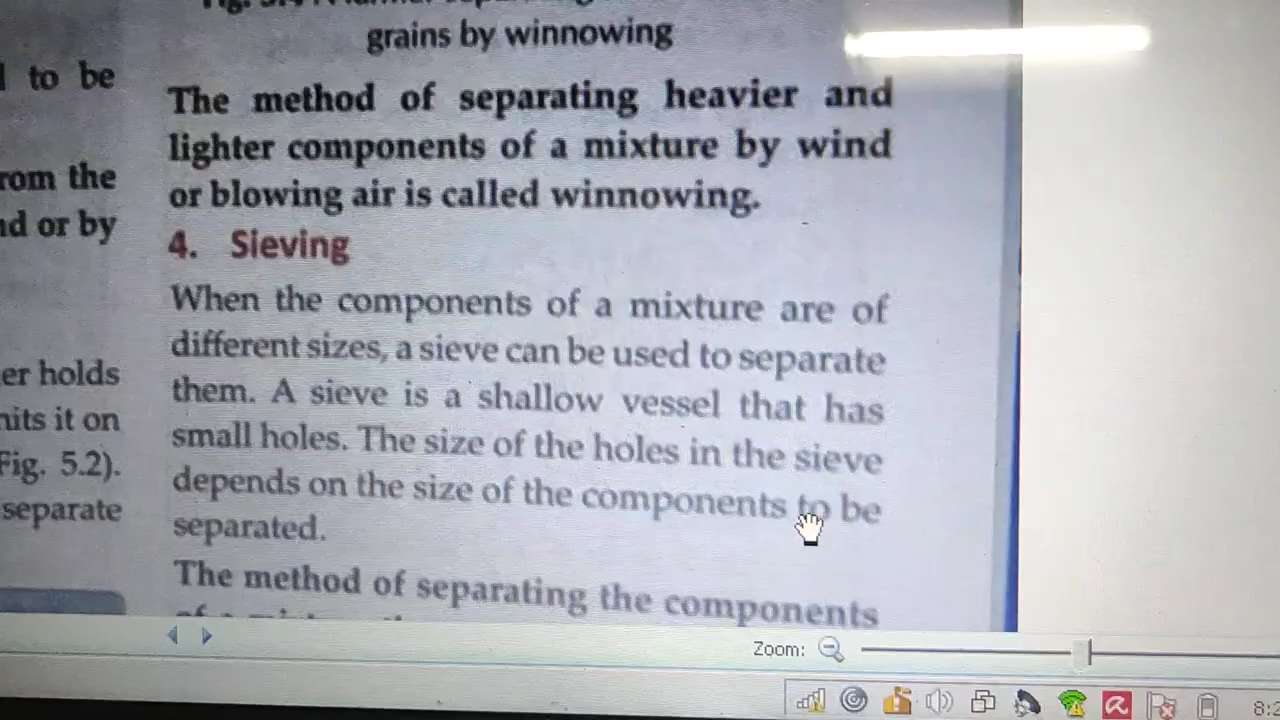 grains by winnowing
to be
rom the
nd or by
er holds
nits it on
Fig. 5.2).
separate
The method of separating heavier and
lighter components of a mixture by wind
or blowing air is called winnowing.
4. Sieving
When the components of a mixture are of
different sizes, a sieve can be used to separate
them. A sieve is a shallow vessel that has
small holes. The size of the holes in the sieve
depends on the size of the components to be
separated.
The method of separating the components
Zoom: